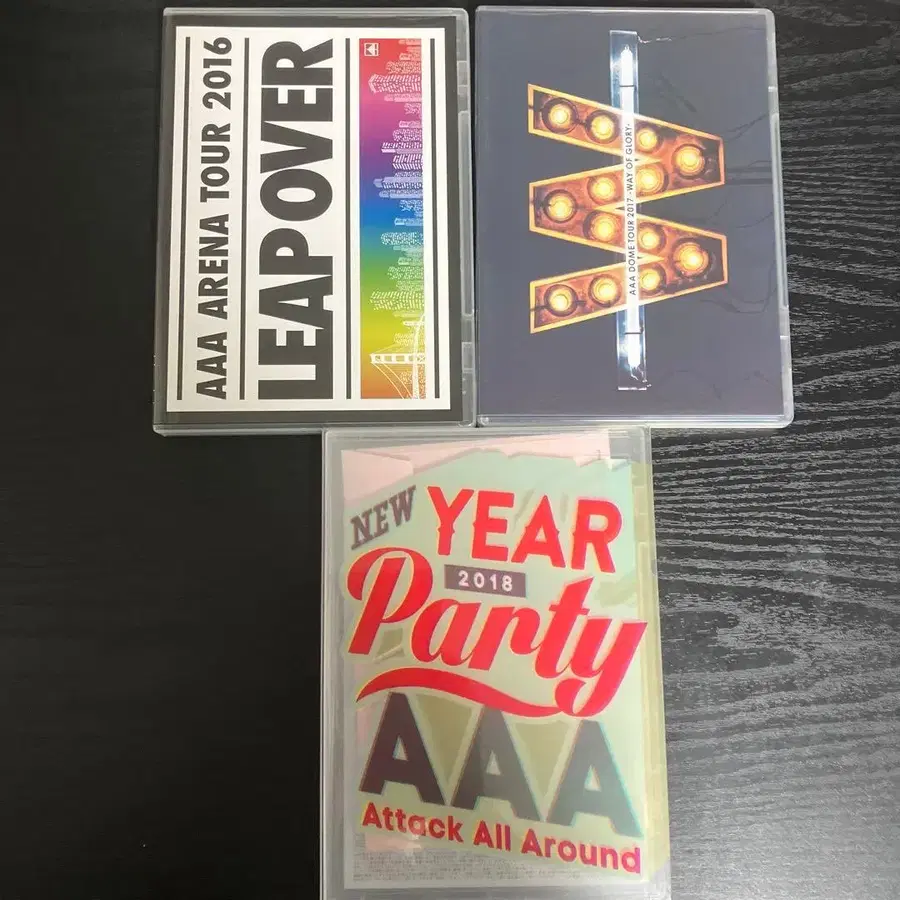 AAA ARENA TOUR 2016
LEAP OVER
W
AAA DOME TOUR 2017 -WAY OF GLORY-
NEW YEAR
2018
Party
AAA
Attack All Around